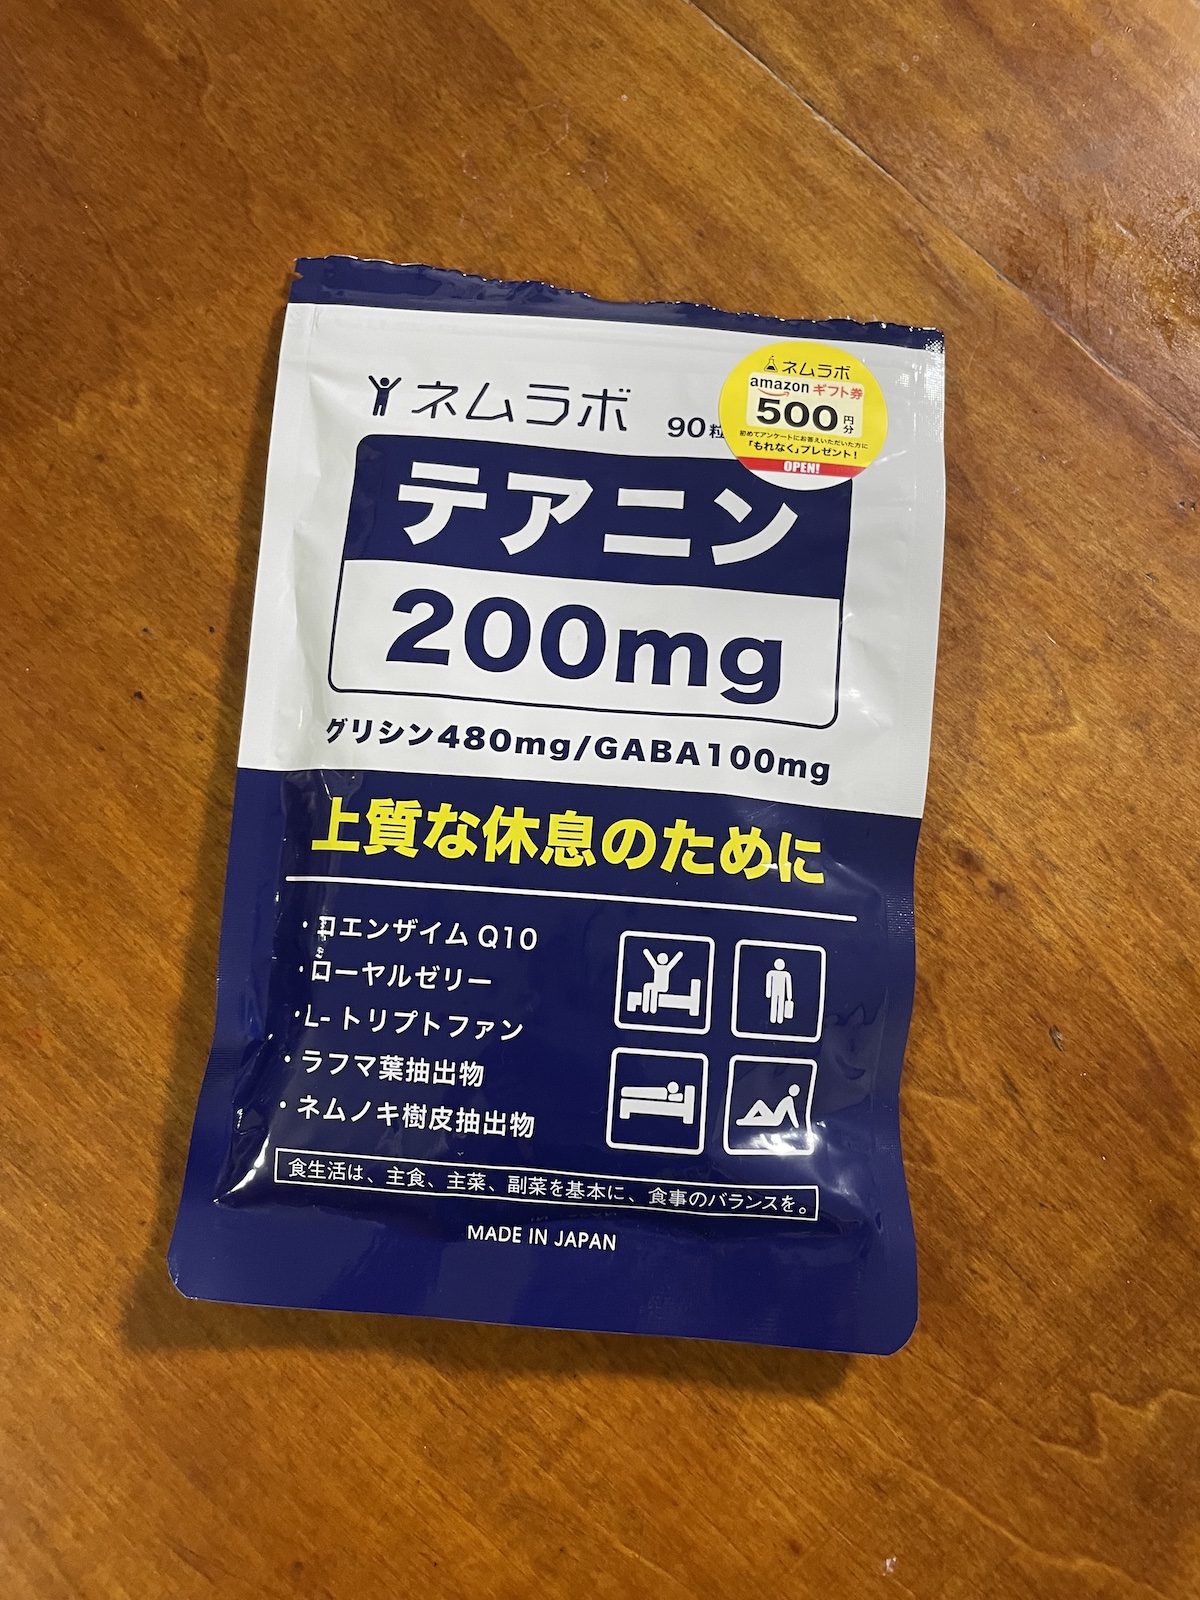 ネムラボ
90粒
ネムラボ
amazon ギフト券
500円分
初めてアンケートにお答えいただいた方に
「もれなく」プレゼント!
OPEN!
テアニン
200mg
グリシン480mg/GABA100mg
上質な休息のために
・コエンザイム Q10
・ローヤルゼリー
・L-トリプトファン
・ラフマ葉抽出物
・ネムノキ樹皮抽出物
食生活は、主食、主菜、副菜を基本に、食事のバランスを。
MADE IN JAPAN